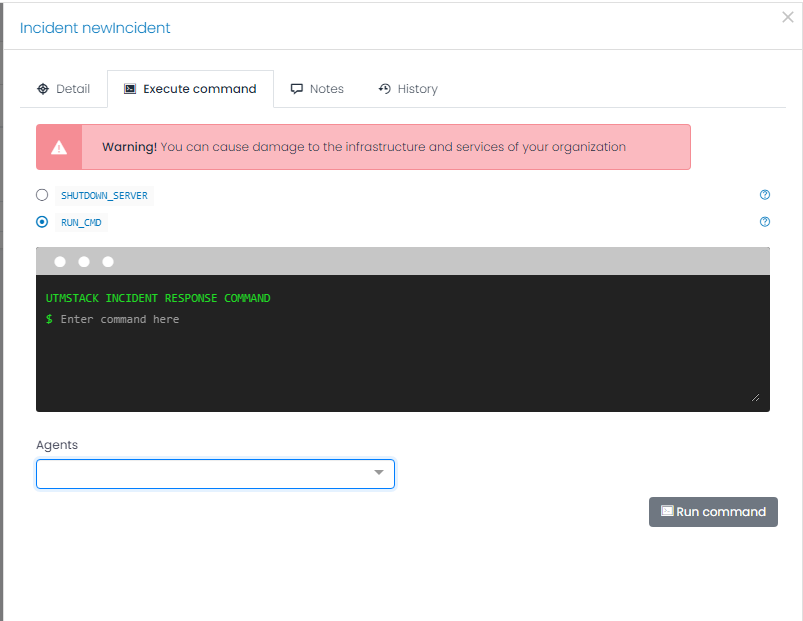 Incident newIncident
Detail
Execute command
Notes
History
Warning! You can cause damage to the infrastructure and services of your organization
SHUTDOWN_SERVER
RUN_CMD
UTMSTACK INCIDENT RESPONSE COMMAND
$ Enter command here
Agents
Run command